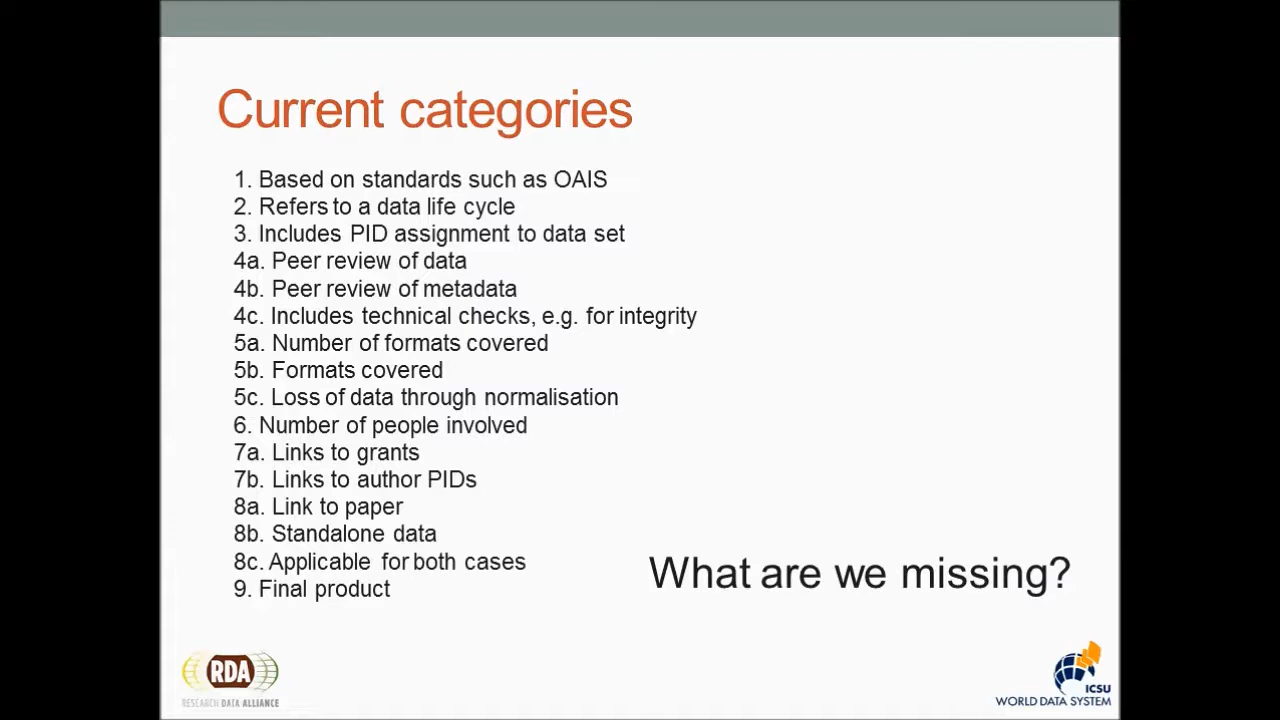 Current categories
1. Based on standards such as OAIS
2. Refers to a data life cycle
3. Includes PID assignment to data set
4a. Peer review of data
4b. Peer review of metadata
4c. Includes technical checks, e.g. for integrity
5a. Number of formats covered
5b. Formats covered
5c. Loss of data through normalisation
6. Number of people involved
7a. Links to grants
7b. Links to author PIDs
8a. Link to paper
8b. Standalone data
8c. Applicable for both cases
9. Final product
What are we missing?
RDA
RESEARCH DATA ALLIANCE
ICSU
WORLD DATA SYSTEM